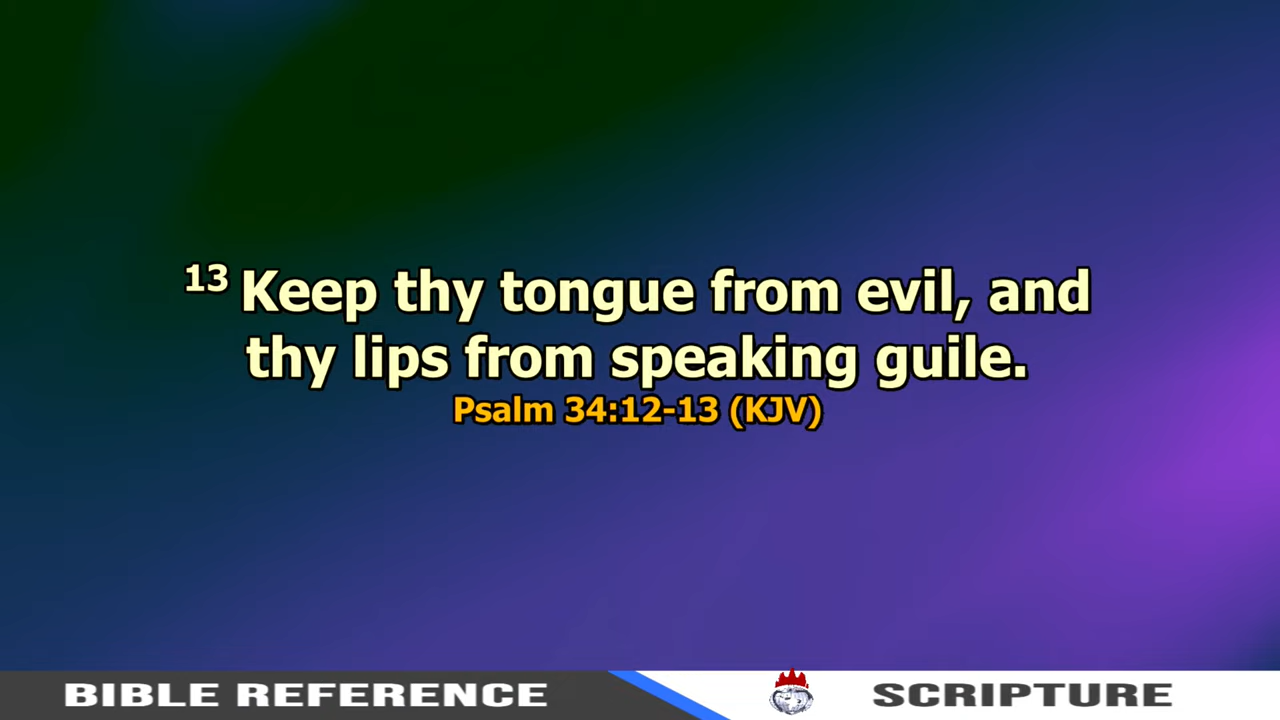 13 Keep thy tongue from evil, and
thy lips from speaking guile.
Psalm 34:12-13 (KJV)
BIBLE REFERENCE
SCRIPTURE